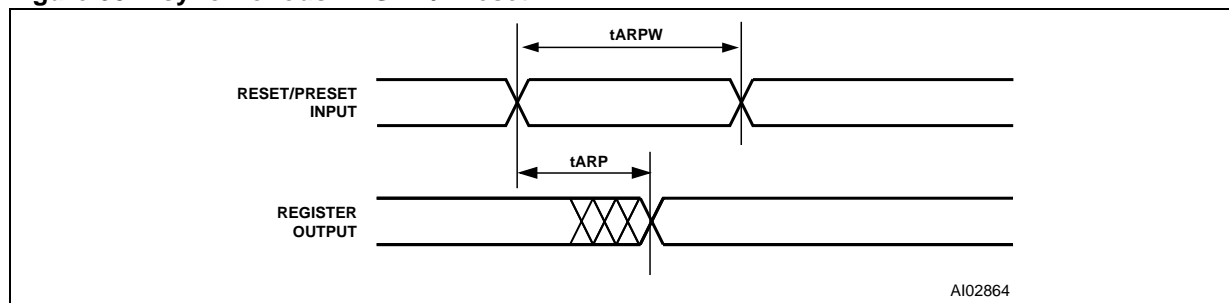 tARPW
RESET/PRESET
INPUT
tARP
REGISTER
OUTPUT
AI02864